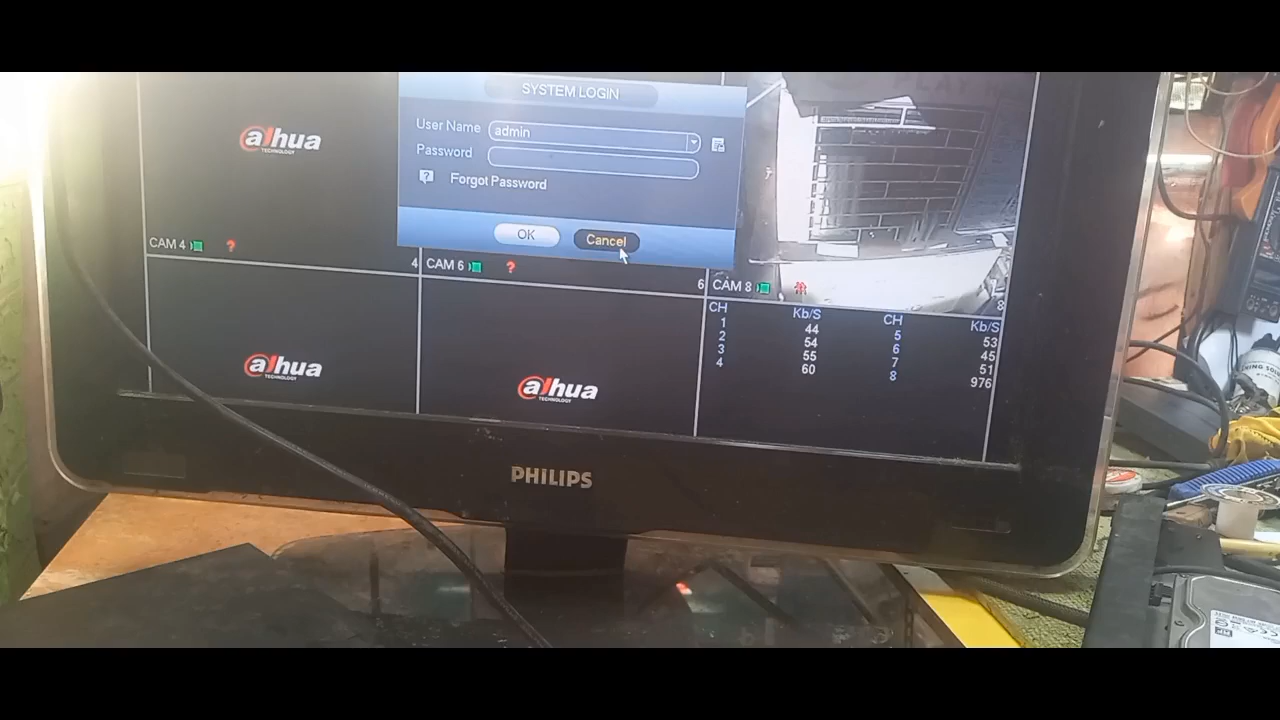 SYSTEM LOGIN
User Name admin
Password
? Forgot Password
OK Cancel
alhua
TECHNOLOGY
CAM 4 ?
4
CAM 6 ?
6
CAM 8
8
alhua
TECHNOLOGY
alhua
TECHNOLOGY
CH Kb/S CH Kb/S
1 44 5 53
2 54 6 45
3 55 7 51
4 60 8 976
PHILIPS